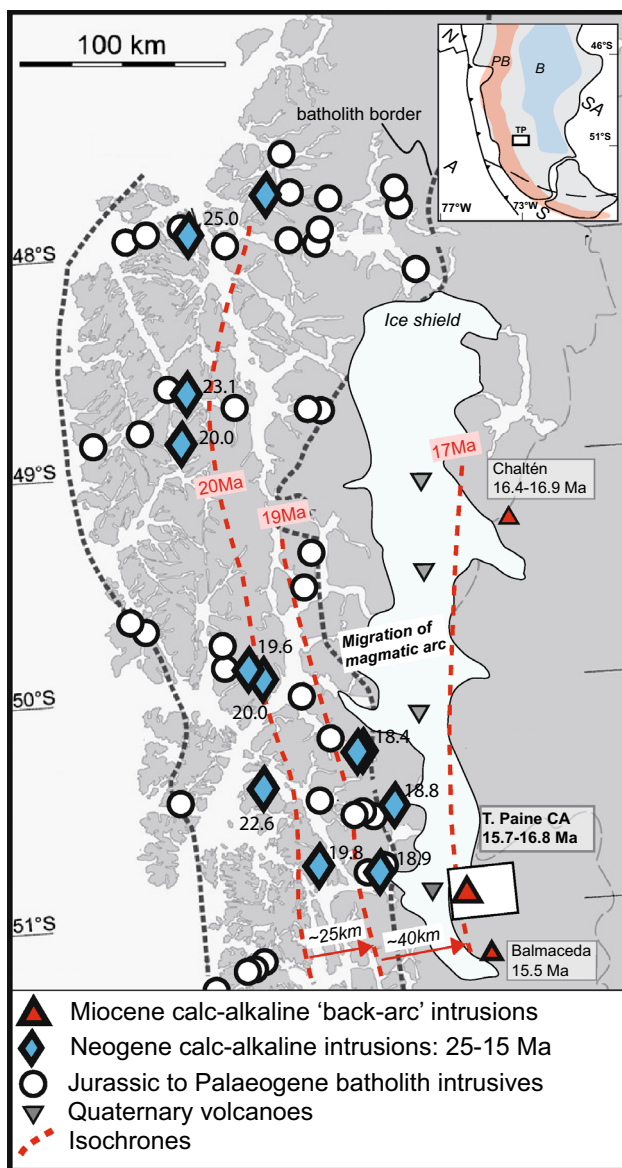 100 km
batholith border
N
PB
B
46°S
SA
TP
51°S
A
S
77°W
73°W
25.0
48°S
Ice shield
23.1
20.0
49°S
20Ma
19Ma
17Ma
Chaltén
16.4-16.9 Ma
Migration of
magmatic arc
19.6
20.0
50°S
18.4
18.8
22.6
T. Paine CA
15.7-16.8 Ma
19.8
18.9
51°S
~25km
~40km
Balmaceda
15.5 Ma
Miocene calc-alkaline ‘back-arc’ intrusions
Neogene calc-alkaline intrusions: 25-15 Ma
Jurassic to Palaeogene batholith intrusives
Quaternary volcanoes
Isochrones